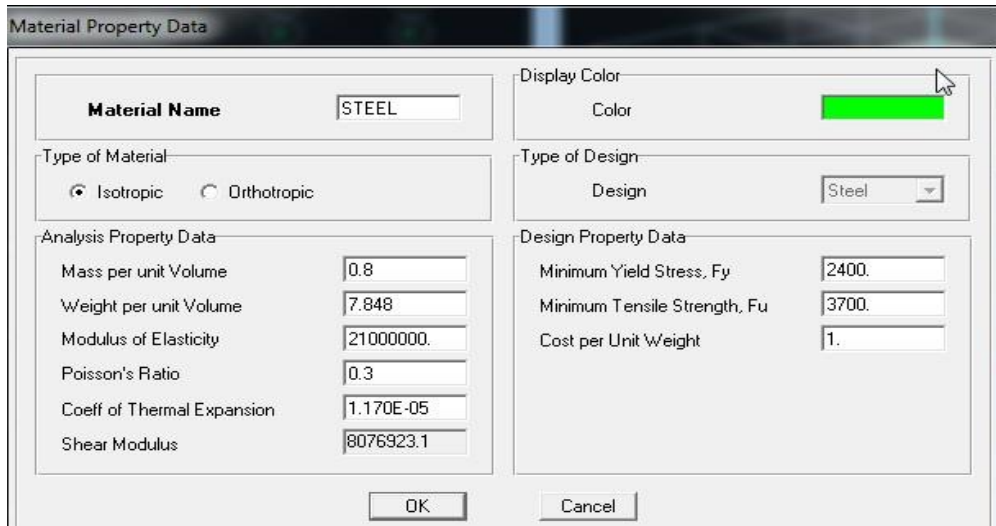 Material Property Data
Material Name STEEL
Display Color
Color
Type of Material
Isotropic Orthotropic
Type of Design
Design Steel
Analysis Property Data
Mass per unit Volume 0.8
Weight per unit Volume 7.848
Modulus of Elasticity 21000000.
Poisson's Ratio 0.3
Coeff of Thermal Expansion 1.170E-05
Shear Modulus 8076923.1
Design Property Data
Minimum Yield Stress, Fy 2400.
Minimum Tensile Strength, Fu 3700.
Cost per Unit Weight 1.
OK Cancel